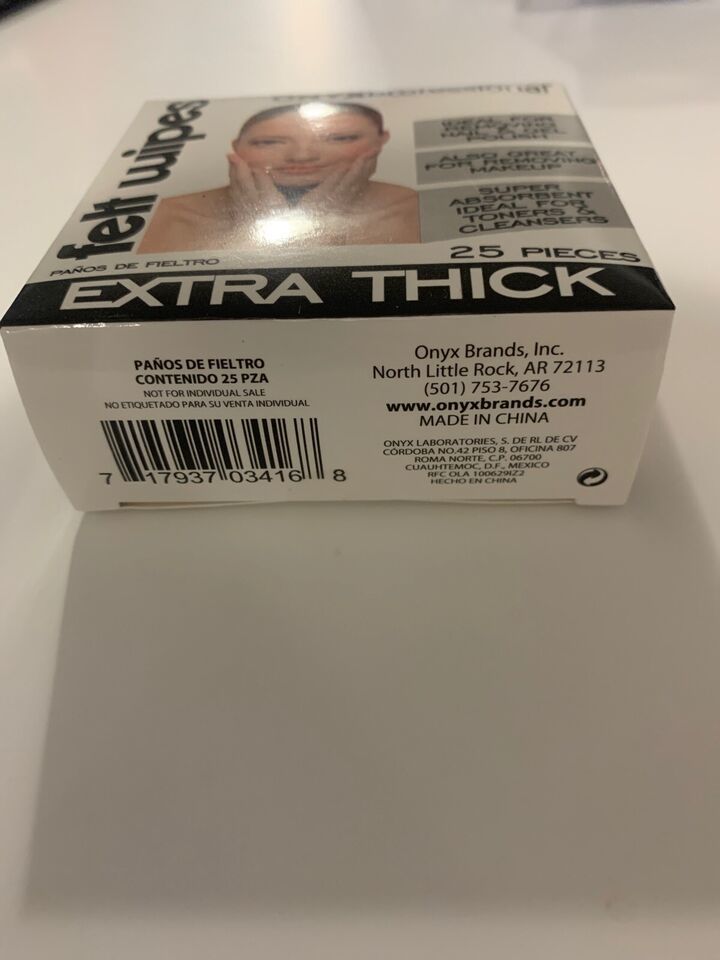 felt wipes
PAÑOS DE FIELTRO
IDEAL FOR
REMOVING
NAIL & GEL
POLISH
ALSO GREAT
FOR REMOVING
MAKEUP
SUPER
ABSORBENT
IDEAL FOR
TONERS &
CLEANSERS
25 PIECES
EXTRA THICK
PAÑOS DE FIELTRO
CONTENIDO 25 PZA
NOT FOR INDIVIDUAL SALE
NO ETIQUETADO PARA SU VENTA INDIVIDUAL
7 17937 03416 8
Onyx Brands, Inc.
North Little Rock, AR 72113
(501) 753-7676
www.onyxbrands.com
MADE IN CHINA
ONYX LABORATORIES, S. DE RL DE CV
CÓRDOBA NO.42 PISO 8, OFICINA 807
ROMA NORTE, C.P. 06700
CUAUHTEMOC, D.F., MEXICO
RFC OLA 100629IZ2
HECHO EN CHINA